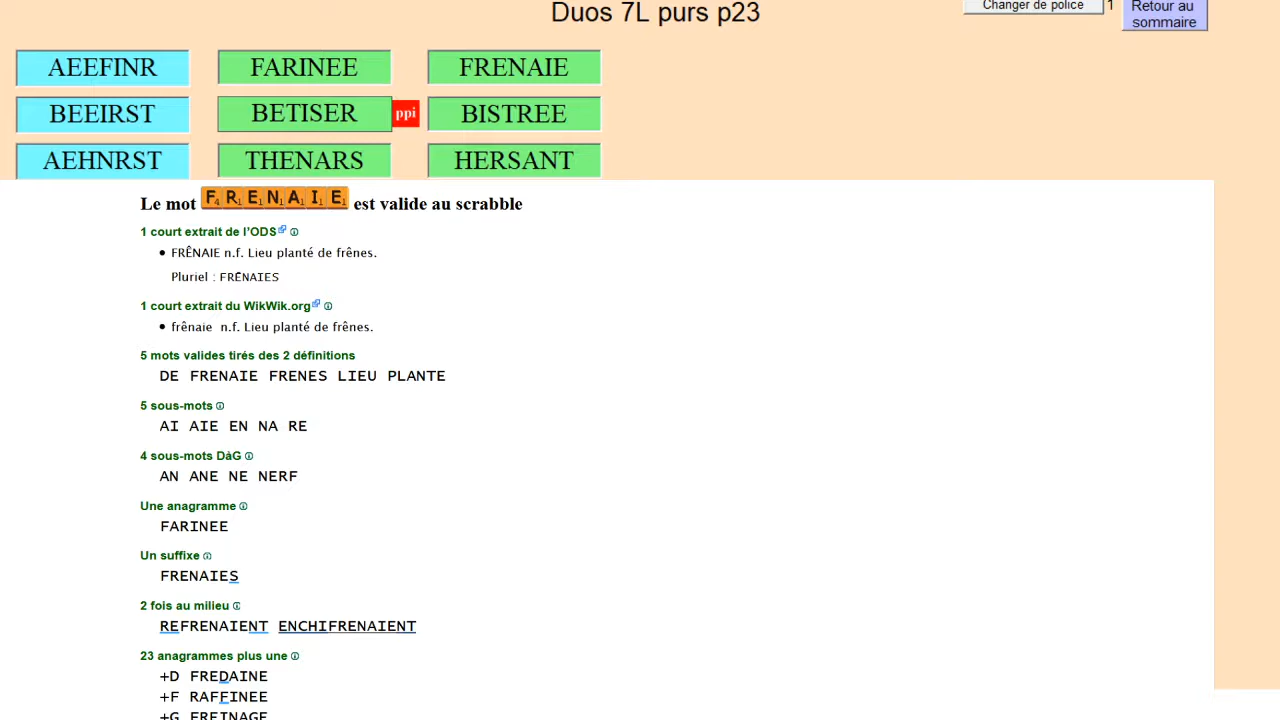 Duos 7L purs p23
Changer de police 1
Retour au
sommaire
AEEFINR FARINEE FRENAIE
BEEIRST BETISER ppi BISTREE
AEHNRST THENARS HERSANT
Le mot F4R1E1N1A1I1E1 est valide au scrabble
1 court extrait de l'ODS
• FRÊNAIE n.f. Lieu planté de frênes.
Pluriel : FRÊNAIES
1 court extrait du WikWik.org
• frênaie n.f. Lieu planté de frênes.
5 mots valides tirés des 2 définitions
DE FRENAIE FRENES LIEU PLANTE
5 sous-mots
AI AIE EN NA RE
4 sous-mots DàG
AN ANE NE NERF
Une anagramme
FARINEE
Un suffixe
FRENAIES
2 fois au milieu
REFRENAIENT ENCHIFRENAIENT
23 anagrammes plus une
+D FREDAINE
+F RAFFINEE
+G FREINAGE